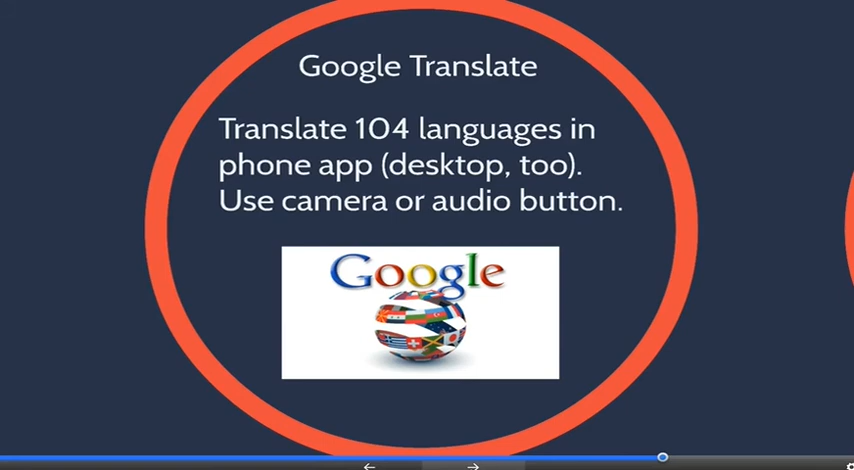 Google Translate
Translate 104 languages in
phone app (desktop, too).
Use camera or audio button.
Google